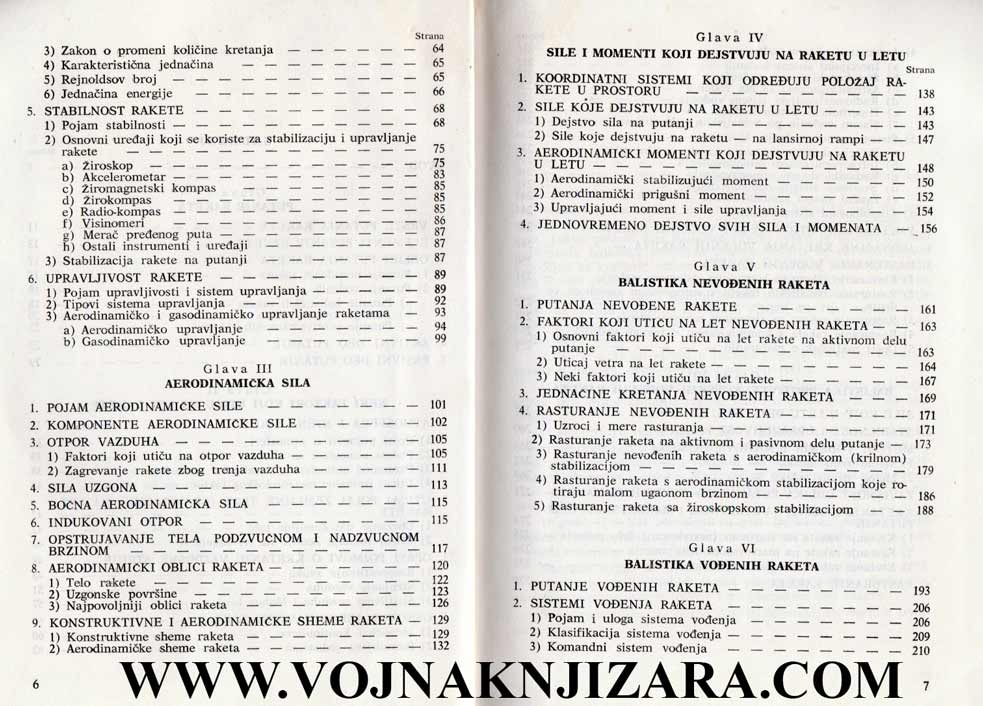 Strana
3) Zakon o promeni količine kretanja — — — — — — 64
4) Karakteristična jednačina — — — — — — — 65
5) Rejnoldsov broj — — — — — — — — — — 65
6) Jednačina energije — — — — — — — — — 66
5. STABILNOST RAKETE — — — — — — — — — 68
1) Pojam stabilnosti — — — — — — — — — — 68
2) Osnovni uređaji koji se koriste za stabilizaciju i upravljanje
rakete — — — — — — — — — — — — 75
a) Žiroskop — — — — — — — — — — — 75
b) Akcelerometar — — — — — — — — — — 83
c) Žiromagnetski kompas — — — — — — — 85
d) Žirokompas — — — — — — — — — — 85
e) Radio-kompas — — — — — — — — — — 85
f) Visinomeri — — — — — — — — — — 86
g) Merač pređenog puta — — — — — — — — 87
h) Ostali instrumenti i uređaji — — — — — — 87
3) Stabilizacija rakete na putanji — — — — — — — 87
6. UPRAVLJIVOST RAKETE — — — — — — — — 89
1) Pojam upravljivosti i sistem upravljanja — — — — — 89
2) Tipovi sistema upravljanja — — — — — — — — 92
3) Aerodinamičko i gasodinamičko upravljanje raketama — — 93
a) Aerodinamičko upravljanje — — — — — — — 94
b) Gasodinamičko upravljanje — — — — — — — 99
Glava III
AERODINAMIČKA SILA
1. POJAM AERODINAMIČKE SILE — — — — — — — 101
2. KOMPONENTE AERODINAMIČKE SILE — — — — — 102
3. OTPOR VAZDUHA — — — — — — — — — — 105
1) Faktori koji utiču na otpor vazduha — — — — — — 105
2) Zagrevanje rakete zbog trenja vazduha — — — — — 111
4. SILA UZGONA — — — — — — — — — — — 113
5. BOČNA AERODINAMIČKA SILA — — — — — — — 115
6. INDUKOVANI OTPOR — — — — — — — — — 115
7. OPSTRUJAVANJE TELA PODZVUČNOM I NADZVUČNOM
BRZINOM — — — — — — — — — — — — 117
8. AERODINAMIČKI OBLICI RAKETA — — — — — — 120
1) Telo rakete — — — — — — — — — — — 122
2) Uzgonske površine — — — — — — — — — — 123
3) Najpovoljniji oblici raketa — — — — — — — — 126
9. KONSTRUKTIVNE I AERODINAMIČKE SHEME RAKETA — 129
1) Konstruktivne sheme raketa — — — — — — — 129
2) Aerodinamičke sheme raketa — — — — — — — 132
6
Glava IV
SILE I MOMENTI KOJI DEJSTVUJU NA RAKETU U LETU
Strana
1. KOORDINATNI SISTEMI KOJI ODREĐUJU POLOŽAJ RA-
KETE U PROSTORU — — — — — — — — — 138
2. SILE KOJE DEJSTVUJU NA RAKETU U LETU — — — — 143
1) Dejstvo sila na putanji — — — — — — — — — 143
2) Sile koje dejstvuju na raketu — na lansirnoj rampi — — — 147
3. AERODINAMIČKI MOMENTI KOJI DEJSTVUJU NA RAKETU
U LETU — — — — — — — — — — — — — 148
1) Aerodinamički stabilizujući moment — — — — — — 150
2) Aerodinamički prigušni moment — — — — — — — 152
3) Upravljajući moment i sile upravljanja — — — — — 154
4. JEDNOVREMENO DEJSTVO SVIH SILA I MOMENATA — — 156
Glava V
BALISTIKA NEVOĐENIH RAKETA
1. PUTANJA NEVOĐENE RAKETE — — — — — — — 161
2. FAKTORI KOJI UTIČU NA LET NEVOĐENIH RAKETA — — 163
1) Osnovni faktori koji utiču na let rakete na aktivnom delu
putanje — — — — — — — — — — — — 163
2) Uticaj vetra na let rakete — — — — — — — — 164
3) Neki faktori koji utiču na let rakete — — — — — — 167
3. JEDNAČINE KRETANJA NEVOĐENIH RAKETA — — — — 169
4. RASTURANJE NEVOĐENIH RAKETA — — — — — — 171
1) Uzroci i mere rasturanja — — — — — — — — — 171
2) Rasturanje raketa na aktivnom i pasivnom delu putanje — — 173
3) Rasturanje nevođenih raketa s aerodinamičkom (krilnom)
stabilizacijom — — — — — — — — — — — 179
4) Rasturanje raketa s aerodinamičkom stabilizacijom koje ro-
tiraju malom ugaonom brzinom — — — — — — — 186
5) Rasturanje raketa sa žiroskopskom stabilizacijom — — — 188
Glava VI
BALISTIKA VOĐENIH RAKETA
1. PUTANJE VOĐENIH RAKETA — — — — — — — — 193
2. SISTEMI VOĐENJA RAKETA — — — — — — — — 206
1) Pojam i uloga sistema vođenja — — — — — — — 206
2) Klasifikacija sistema vođenja — — — — — — — — 209
3) Komandni sistem vođenja — — — — — — — — — 210
7
WWW.VOJNAKNJIZARA.COM